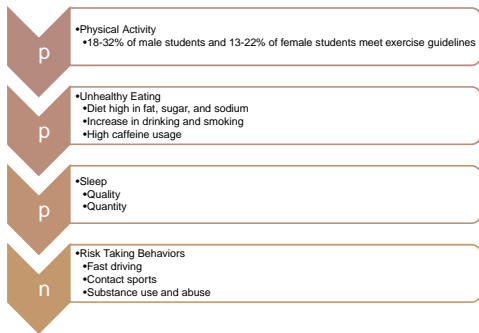 p
•Physical Activity
•18-32% of male students and 13-22% of female students meet exercise guidelines
p
•Unhealthy Eating
•Diet high in fat, sugar, and sodium
•Increase in drinking and smoking
•High caffeine usage
p
•Sleep
•Quality
•Quantity
n
•Risk Taking Behaviors
•Fast driving
•Contact sports
•Substance use and abuse